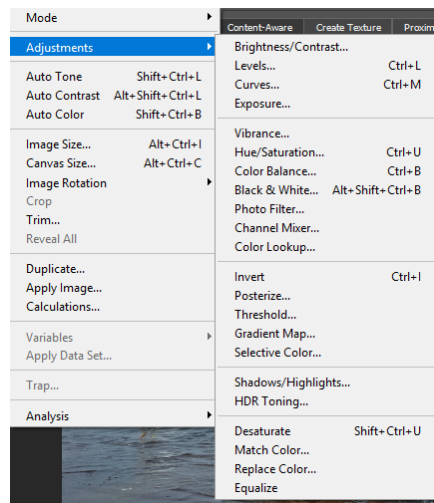 Mode
Adjustments
Auto Tone Shift+Ctrl+L
Auto Contrast Alt+Shift+Ctrl+L
Auto Color Shift+Ctrl+B
Image Size... Alt+Ctrl+I
Canvas Size... Alt+Ctrl+C
Image Rotation
Crop
Trim...
Reveal All
Duplicate...
Apply Image...
Calculations...
Variables
Apply Data Set...
Trap...
Analysis
Content-Aware Create Texture Proxim
Brightness/Contrast...
Levels... Ctrl+L
Curves... Ctrl+M
Exposure...
Vibrance...
Hue/Saturation... Ctrl+U
Color Balance... Ctrl+B
Black & White... Alt+Shift+Ctrl+B
Photo Filter...
Channel Mixer...
Color Lookup...
Invert Ctrl+I
Posterize...
Threshold...
Gradient Map...
Selective Color...
Shadows/Highlights...
HDR Toning...
Desaturate Shift+Ctrl+U
Match Color...
Replace Color...
Equalize